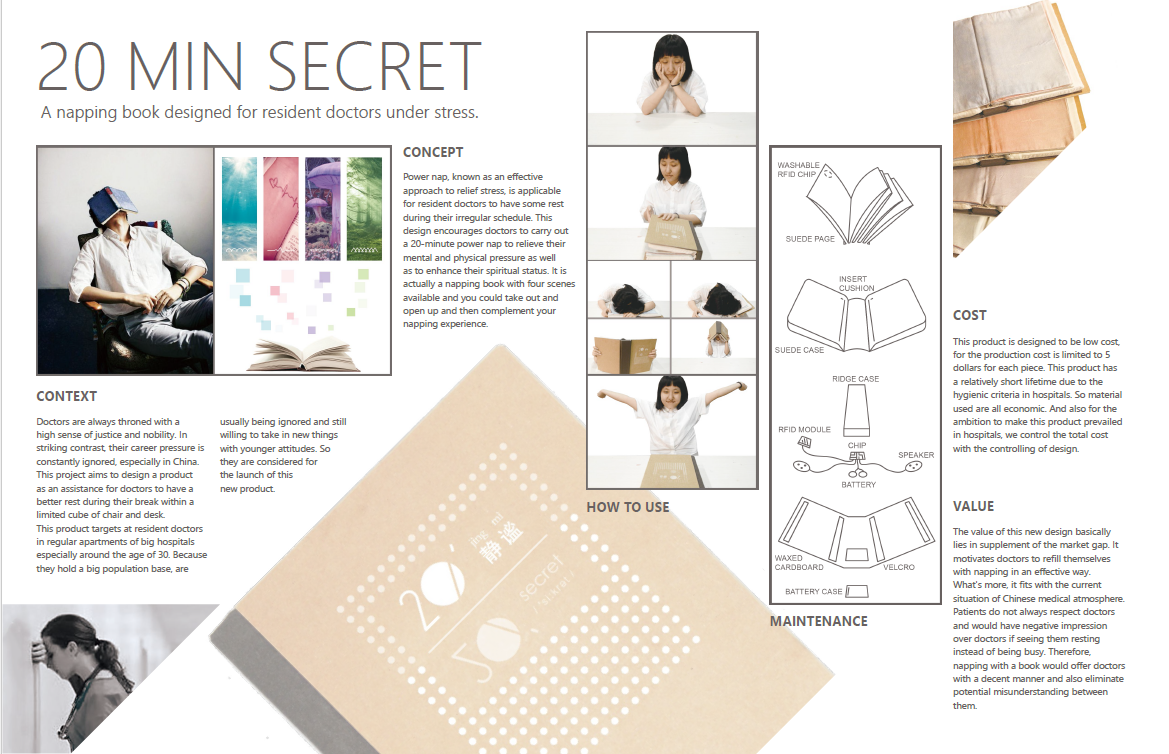 20 MIN SECRET
A napping book designed for resident doctors under stress.
CONCEPT
Power nap, known as an effective
approach to relief stress, is applicable
for resident doctors to have some rest
during their irregular schedule. This
design encourages doctors to carry out
a 20-minute power nap to relieve their
mental and physical pressure as well
as to enhance their spiritual status. It is
actually a napping book with four scenes
available and you could take out and
open up and then complement your
napping experience.
CONTEXT
Doctors are always throned with a
high sense of justice and nobility. In
striking contrast, their career pressure is
constantly ignored, especially in China.
This project aims to design a product
as an assistance for doctors to have a
better rest during their break within a
limited cube of chair and desk.
This product targets at resident doctors
in regular apartments of big hospitals
especially around the age of 30. Because
they hold a big population base, are
usually being ignored and still
willing to take in new things
with younger attitudes. So
they are considered for
the launch of this
new product.
20
jìng mì
静谧
secret
HOW TO USE
WASHABLE
RFID CHIP
SUEDE PAGE
INSERT
CUSHION
SUEDE CASE
RIDGE CASE
RFID MODULE
CHIP
SPEAKER
BATTERY
WAXED
CARDBOARD
VELCRO
BATTERY CASE
MAINTENANCE
COST
This product is designed to be low cost,
for the production cost is limited to 5
dollars for each piece. This product has
a relatively short lifetime due to the
hygienic criteria in hospitals. So material
used are all economic. And also for the
ambition to make this product prevailed
in hospitals, we control the total cost
with the controlling of design.
VALUE
The value of this new design basically
lies in supplement of the market gap. It
motivates doctors to refill themselves
with napping in an effective way.
What's more, it fits with the current
situation of Chinese medical atmosphere.
Patients do not always respect doctors
and would have negative impression
over doctors if seeing them resting
instead of being busy. Therefore,
napping with a book would offer doctors
with a decent manner and also eliminate
potential misunderstanding between
them.